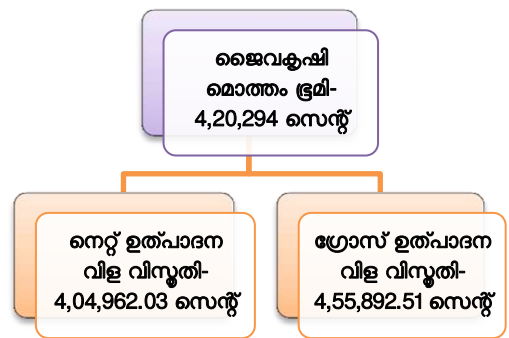 ജൈവകൃഷി
മൊത്തം ഭൂമി-
4,20,294 സെന്റ്
നെറ്റ് ഉത്പാദന
വിള വിസ്തൃതി-
4,04,962.03 സെന്റ്
ഗ്രോസ് ഉത്പാദന
വിള വിസ്തൃതി-
4,55,892.51 സെന്റ്